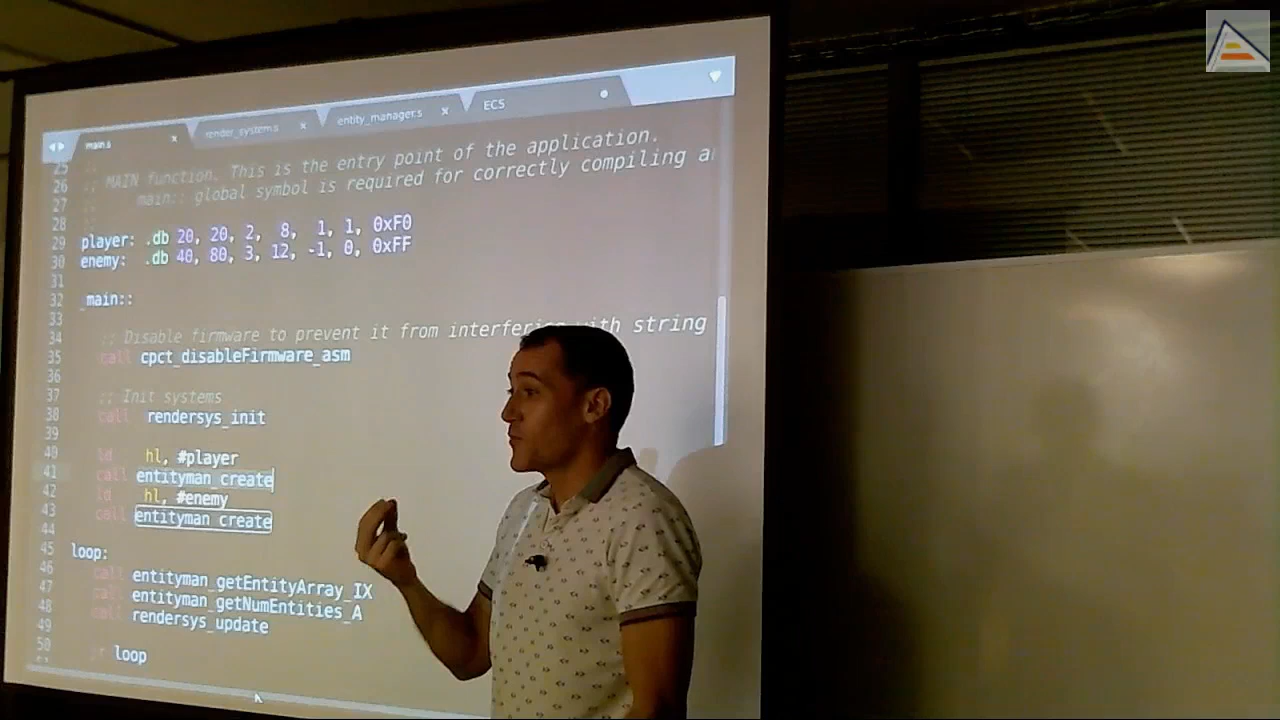 main.s x render_system.s x entity_manager.s x ECS
25
26 ;; MAIN function. This is the entry point of the application.
27 ;; _main:: global symbol is required for correctly compiling a
28
29 player: .db 20, 20, 2, 8, 1, 1, 0xF0
30 enemy: .db 40, 80, 3, 12, -1, 0, 0xFF
31
32 _main::
33
34 ;; Disable firmware to prevent it from interfering with string
35 call cpct_disableFirmware_asm
36
37 ;; Init systems
38 call rendersys_init
39
40 ld hl, #player
41 call entityman_create
42 ld hl, #enemy
43 call entityman_create
44
45 loop:
46 call entityman_getEntityArray_IX
47 call entityman_getNumEntities_A
48 call rendersys_update
49
50 jr loop